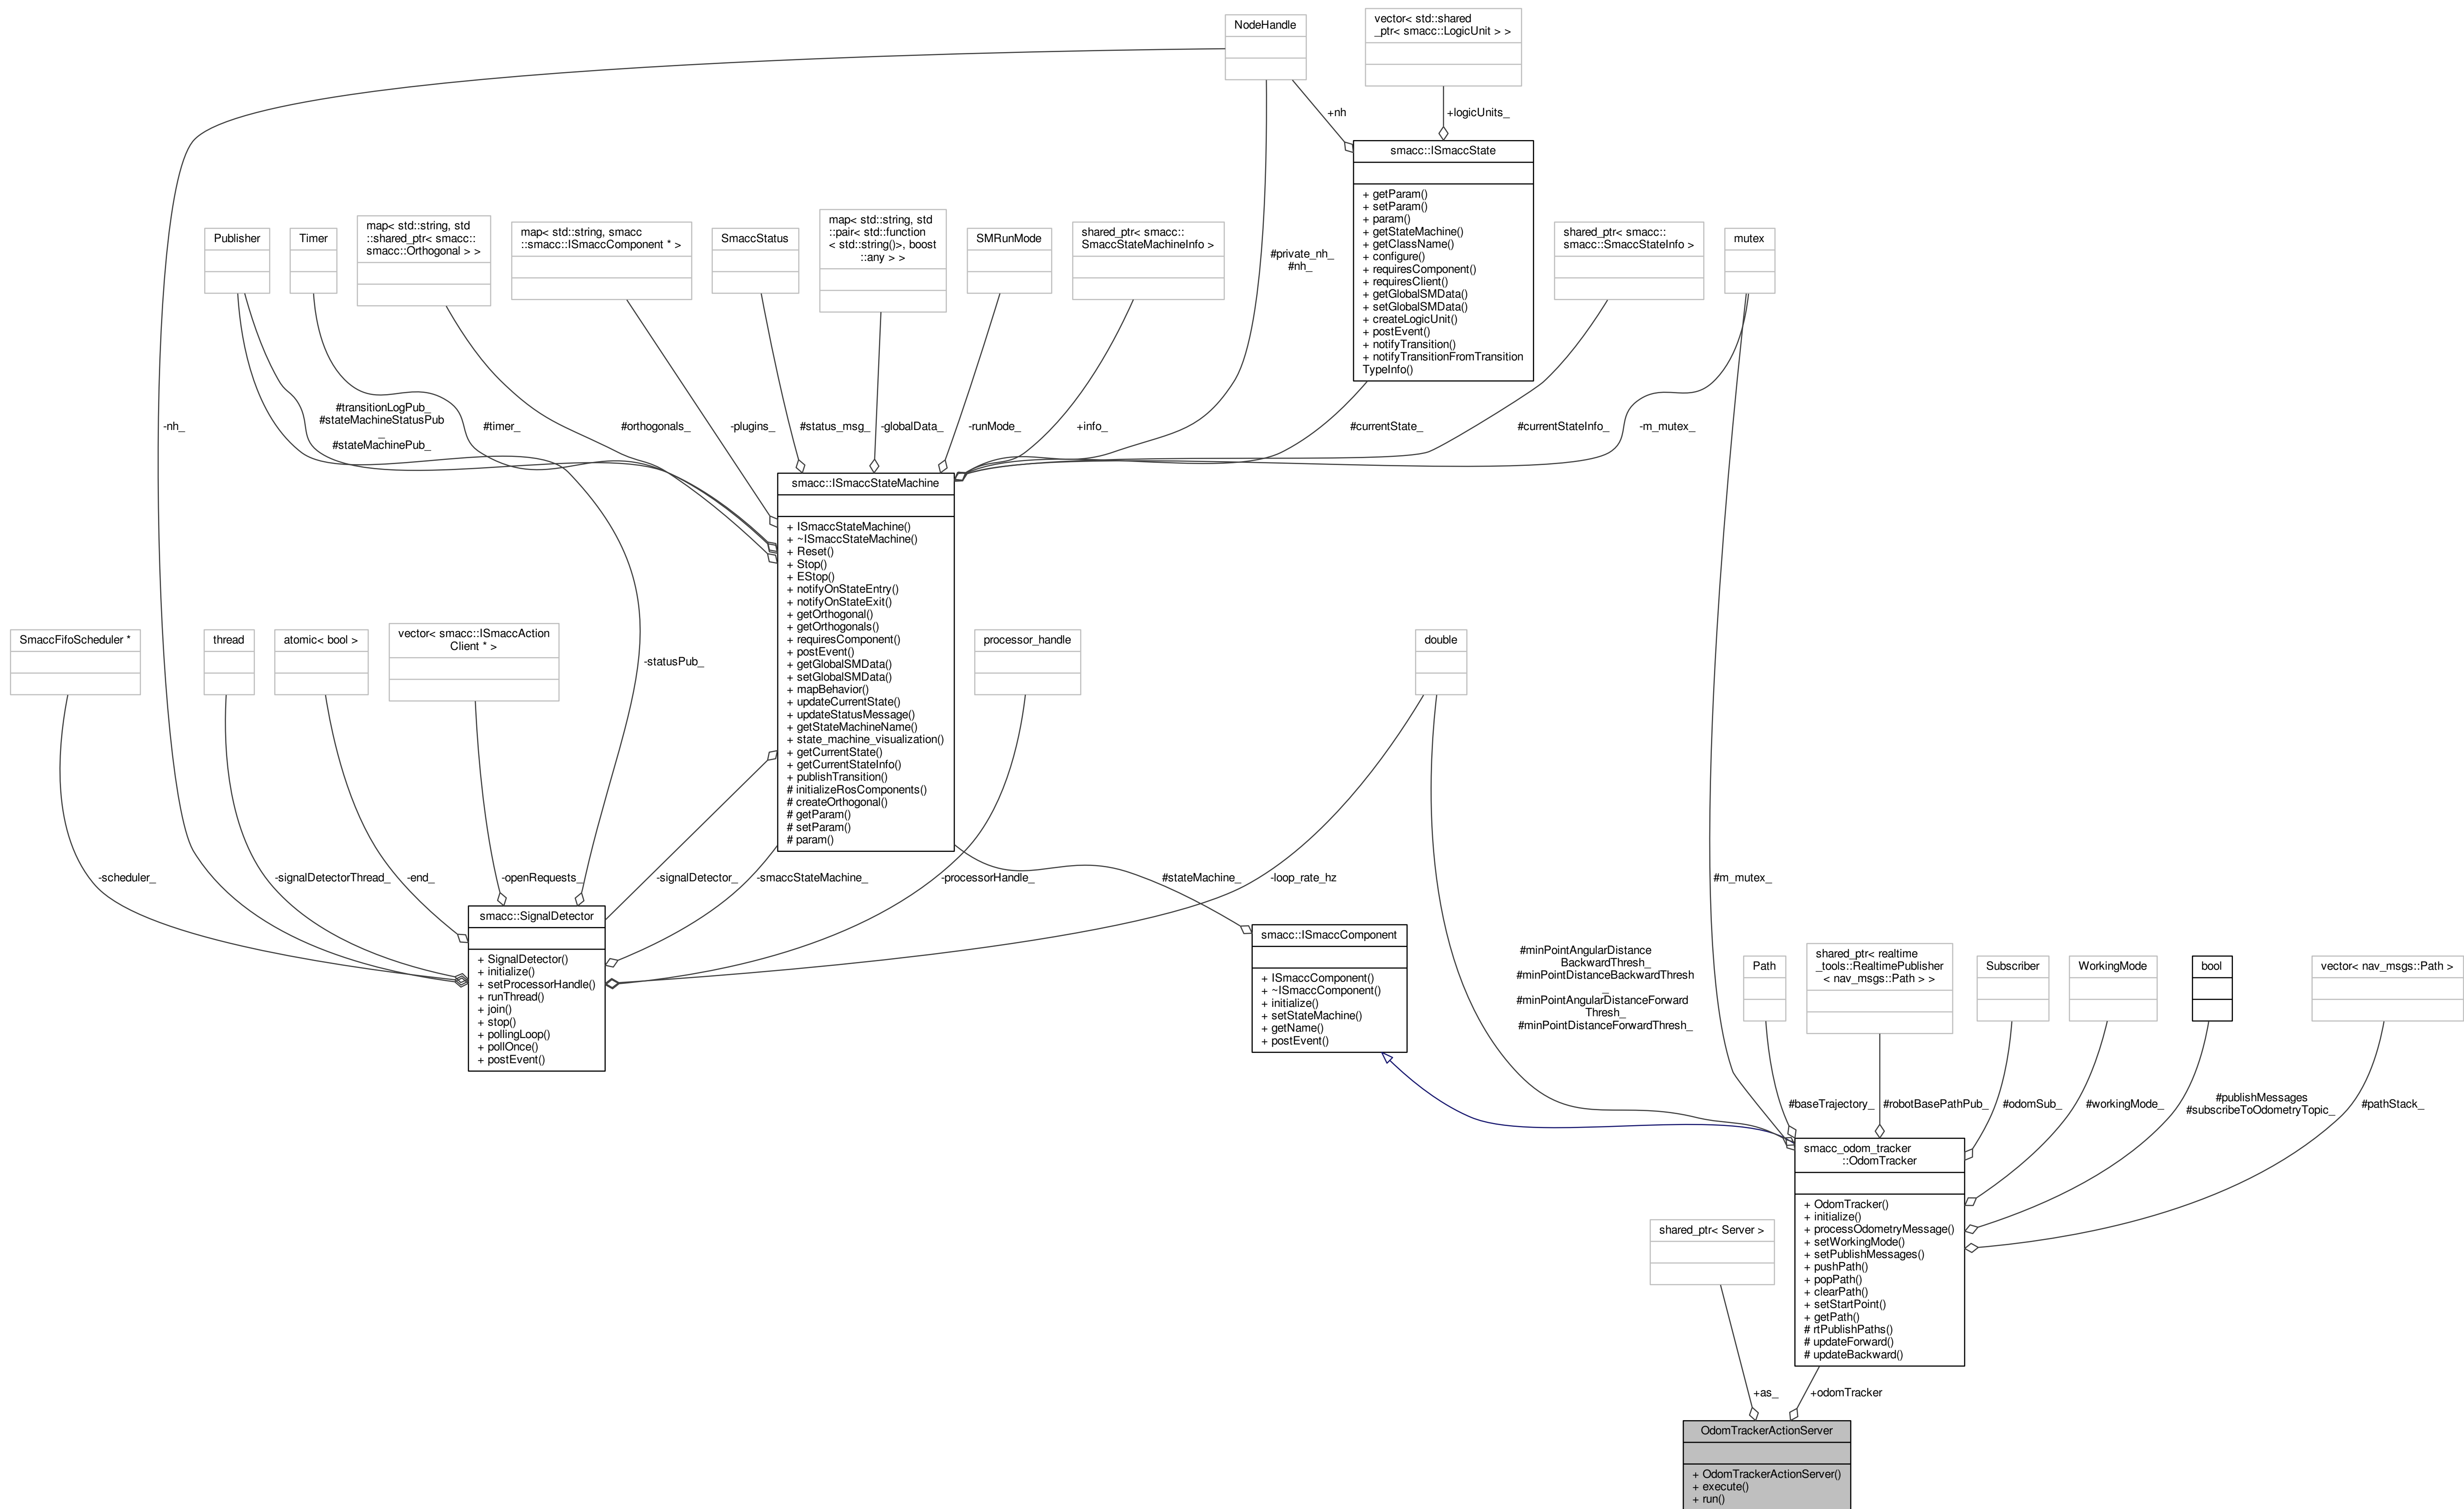 NodeHandle
vector< std::shared
_ptr< smacc::LogicUnit > >
+nh
+logicUnits_
smacc::ISmaccState
+ getParam()
+ setParam()
+ param()
+ getStateMachine()
+ getClassName()
+ configure()
+ requiresComponent()
+ requiresClient()
+ getGlobalSMData()
+ setGlobalSMData()
+ createLogicUnit()
+ postEvent()
+ notifyTransition()
+ notifyTransitionFromTransition
TypeInfo()
Publisher
Timer
map< std::string, std
::shared_ptr< smacc::
smacc::Orthogonal > >
map< std::string, smacc
::smacc::ISmaccComponent * >
SmaccStatus
map< std::string, std
::pair< std::function
< std::string()>, boost
::any > >
SMRunMode
shared_ptr< smacc::
SmaccStateMachineInfo >
#private_nh_
#nh_
shared_ptr< smacc::
smacc::SmaccStateInfo >
mutex
-nh_
#transitionLogPub_
#stateMachineStatusPub
_
#stateMachinePub_
#timer_
#orthogonals_
-plugins_
#status_msg_
-globalData_
-runMode_
+info_
#currentState_
#currentStateInfo_
-m_mutex_
smacc::ISmaccStateMachine
+ ISmaccStateMachine()
+ ~ISmaccStateMachine()
+ Reset()
+ Stop()
+ EStop()
+ notifyOnStateEntry()
+ notifyOnStateExit()
+ getOrthogonal()
+ getOrthogonals()
+ requiresComponent()
+ postEvent()
+ getGlobalSMData()
+ setGlobalSMData()
+ mapBehavior()
+ updateCurrentState()
+ updateStatusMessage()
+ getStateMachineName()
+ state_machine_visualization()
+ getCurrentState()
+ getCurrentStateInfo()
+ publishTransition()
# initializeRosComponents()
# createOrthogonal()
# getParam()
# setParam()
# param()
SmaccFifoScheduler *
thread
atomic< bool >
vector< smacc::ISmaccAction
Client * >
-statusPub_
processor_handle
double
-scheduler_
-signalDetectorThread_
-end_
-openRequests_
-signalDetector_
-smaccStateMachine_
-processorHandle_
#stateMachine_
-loop_rate_hz
#m_mutex_
smacc::SignalDetector
+ SignalDetector()
+ initialize()
+ setProcessorHandle()
+ runThread()
+ join()
+ stop()
+ pollingLoop()
+ pollOnce()
+ postEvent()
smacc::ISmaccComponent
+ ISmaccComponent()
+ ~ISmaccComponent()
+ initialize()
+ setStateMachine()
+ getName()
+ postEvent()
#minPointAngularDistance
BackwardThresh_
#minPointDistanceBackwardThresh
_
#minPointAngularDistanceForward
Thresh_
#minPointDistanceForwardThresh_
Path
shared_ptr< realtime
_tools::RealtimePublisher
< nav_msgs::Path > >
Subscriber
WorkingMode
bool
vector< nav_msgs::Path >
#baseTrajectory_
#robotBasePathPub_
#odomSub_
#workingMode_
#publishMessages
#subscribeToOdometryTopic_
#pathStack_
smacc_odom_tracker
::OdomTracker
+ OdomTracker()
+ initialize()
+ processOdometryMessage()
+ setWorkingMode()
+ setPublishMessages()
+ pushPath()
+ popPath()
+ clearPath()
+ setStartPoint()
+ getPath()
# rtPublishPaths()
# updateForward()
# updateBackward()
shared_ptr< Server >
+as_
+odomTracker
OdomTrackerActionServer
+ OdomTrackerActionServer()
+ execute()
+ run()